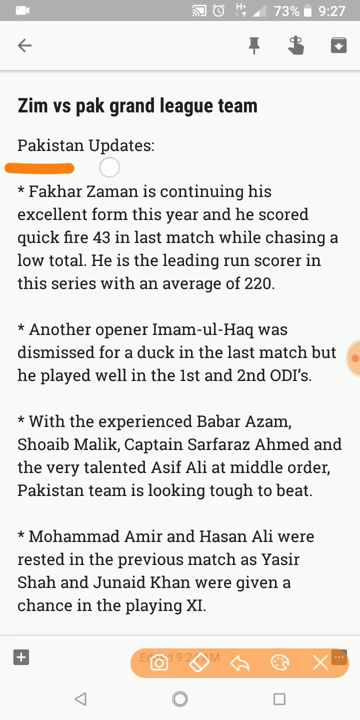 73% 9:27
Zim vs pak grand league team
Pakistan Updates:
* Fakhar Zaman is continuing his
excellent form this year and he scored
quick fire 43 in last match while chasing a
low total. He is the leading run scorer in
this series with an average of 220.
* Another opener Imam-ul-Haq was
dismissed for a duck in the last match but
he played well in the 1st and 2nd ODI’s.
* With the experienced Babar Azam,
Shoaib Malik, Captain Sarfaraz Ahmed and
the very talented Asif Ali at middle order,
Pakistan team is looking tough to beat.
* Mohammad Amir and Hasan Ali were
rested in the previous match as Yasir
Shah and Junaid Khan were given a
chance in the playing XI.